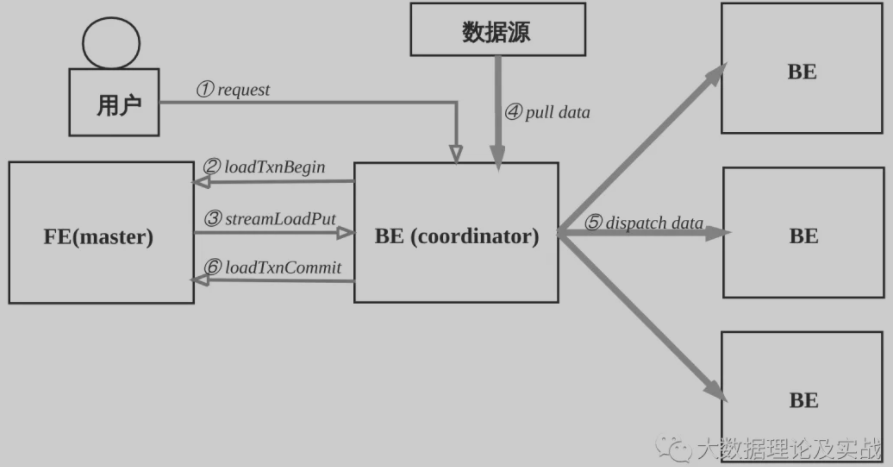 数据源
BE
① request
用户
④ pull data
② loadTxnBegin
③ streamLoadPut
FE(master)
BE (coordinator)
⑤ dispatch data
BE
⑥ loadTxnCommit
BE
大数据理论及实战